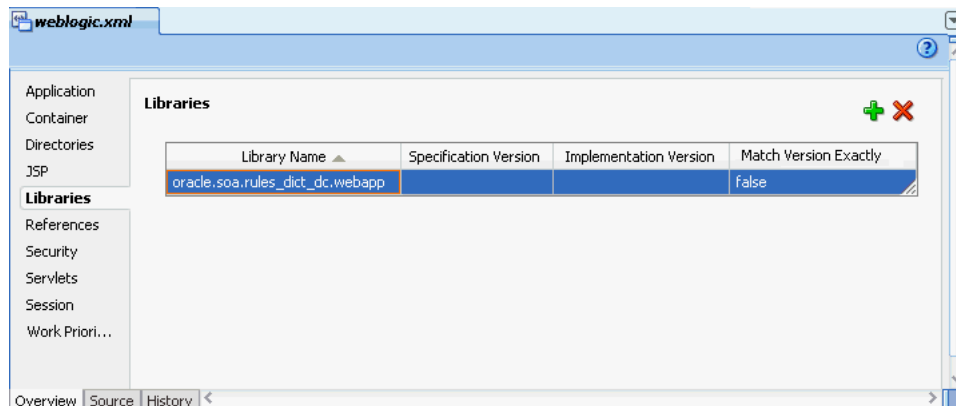 weblogic.xml
Application
Container
Directories
JSP
Libraries
References
Security
Servlets
Session
Work Priori...
Libraries
Library Name Specification Version Implementation Version Match Version Exactly
oracle.soa.rules_dict_dc.webapp false
Overview Source History